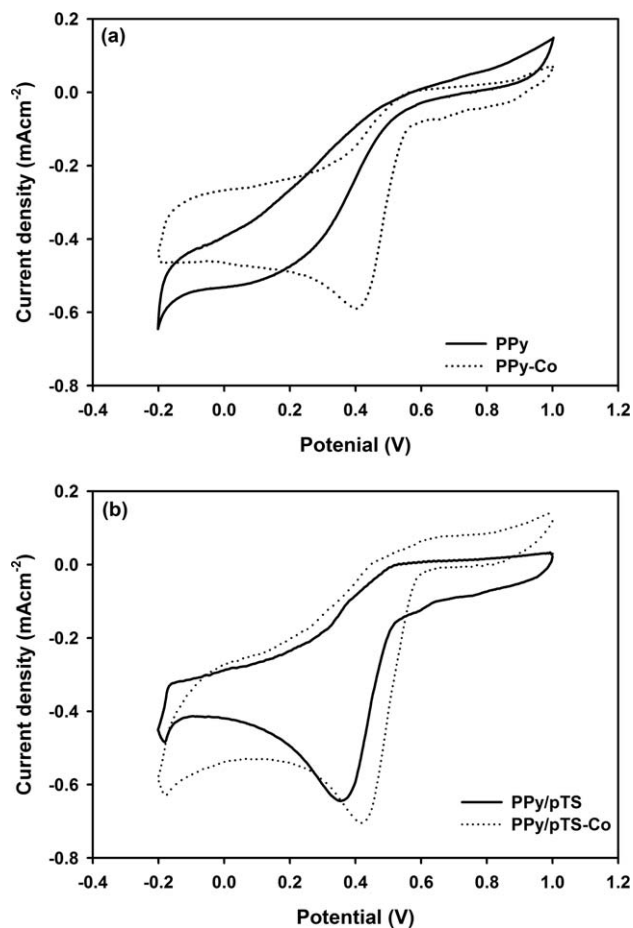 (a)
0.2
0.0
-0.2
-0.4
-0.6
-0.8
Current density (mAcm-2)
PPy
PPy-Co
-0.4 -0.2 0.0 0.2 0.4 0.6 0.8 1.0 1.2
Potenial (V)
(b)
0.2
0.0
-0.2
-0.4
-0.6
-0.8
Current density (mAcm-2)
PPy/pTS
PPy/pTS-Co
-0.4 -0.2 0.0 0.2 0.4 0.6 0.8 1.0 1.2
Potential (V)